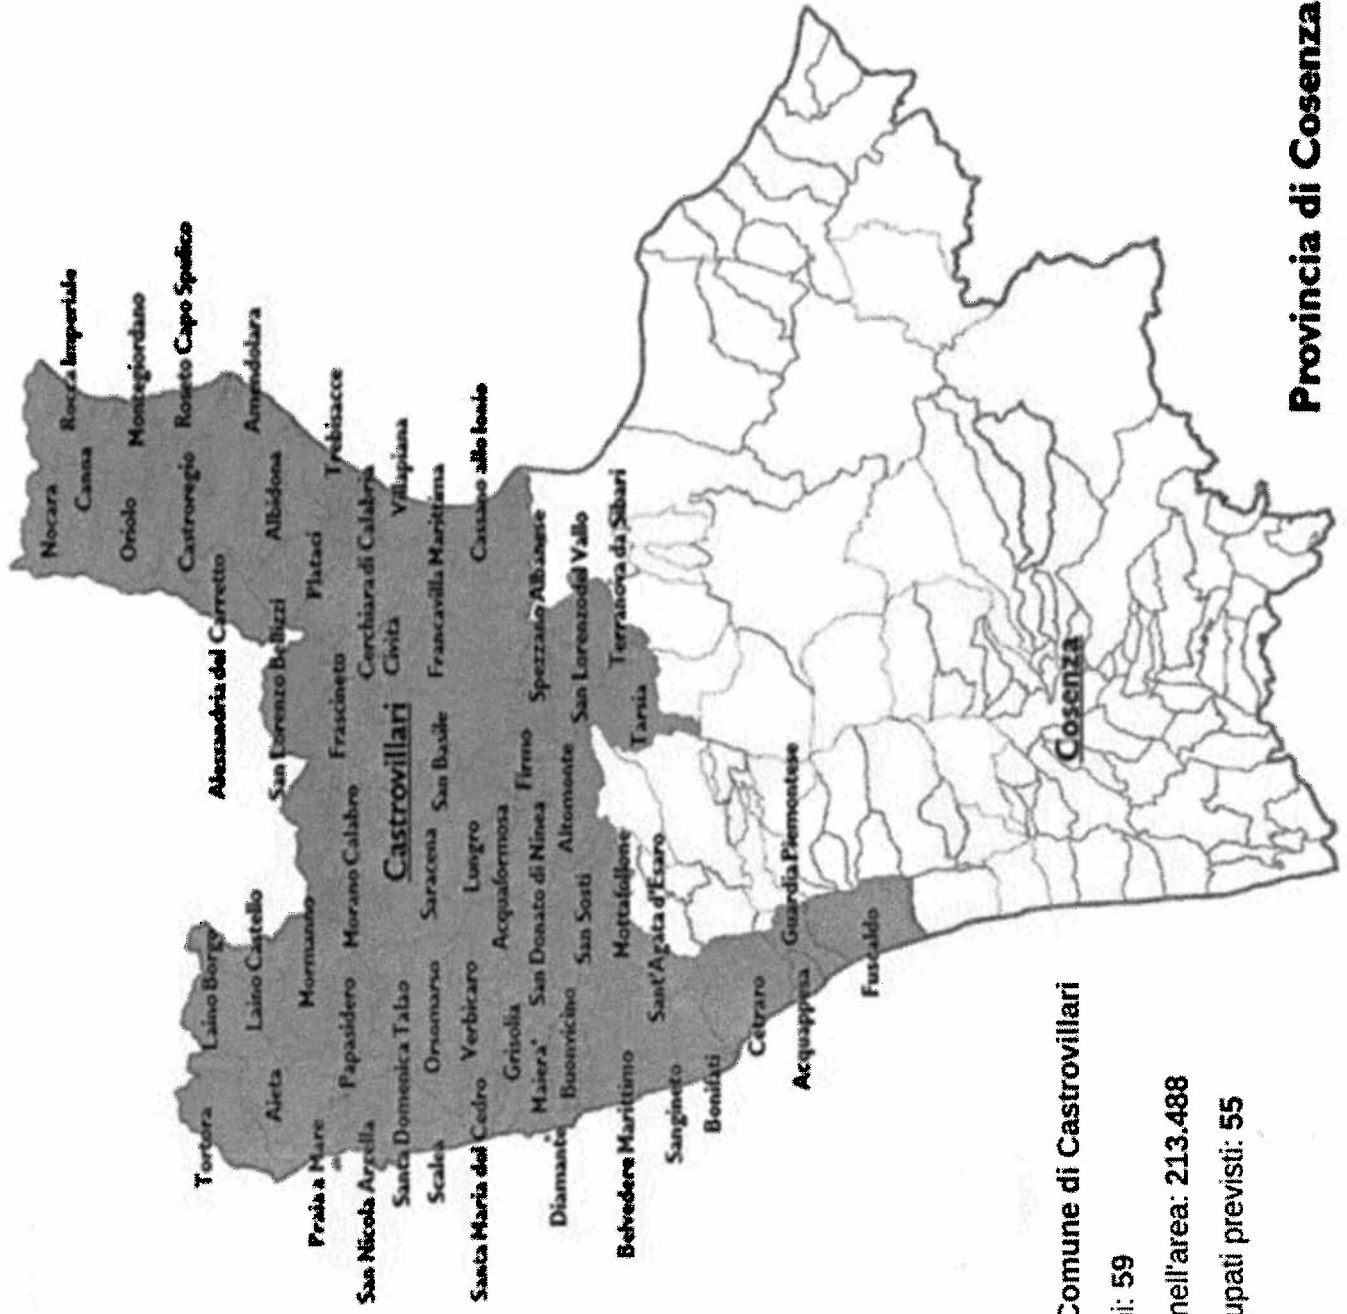 Nocara
Rocca Imperiale
Canna
Oriolo
Montegiordano
Castroregio
Roseto Capo Spulico
Alessandria del Carretto
Amendolara
Albidona
San Lorenzo Bellizzi
Plataci
Trebisacce
Tortora
Laino Borgo
Laino Castello
Aieta
Mormanno
Praia a Mare
Papasidero
Morano Calabro
Frascineto
Cerchiara di Calabria
San Nicola Arcella
Santa Domenica Talao
Castrovillari
Civita
Villapiana
Scalea
Orsomarso
Saracena
San Basile
Francavilla Marittima
Santa Maria del Cedro
Verbicaro
Lungro
Cassano allo Ionio
Grisolia
Acquaformosa
Firmo
Maiera'
San Donato di Ninea
Spezzano Albanese
Diamante
Buonvicino
Altomonte
San Lorenzo del Vallo
San Sosti
Belvedere Marittimo
Mottafollone
Terranova da Sibari
Sangineto
Sant'Agata d'Esaro
Tarsia
Bonifati
Cetraro
Acquappesa
Guardia Piemontese
Fuscaldo
Cosenza
Comune di Castrovillari
i: 59
nell'area: 213.488
upati previsti: 55
Provincia di Cosenza